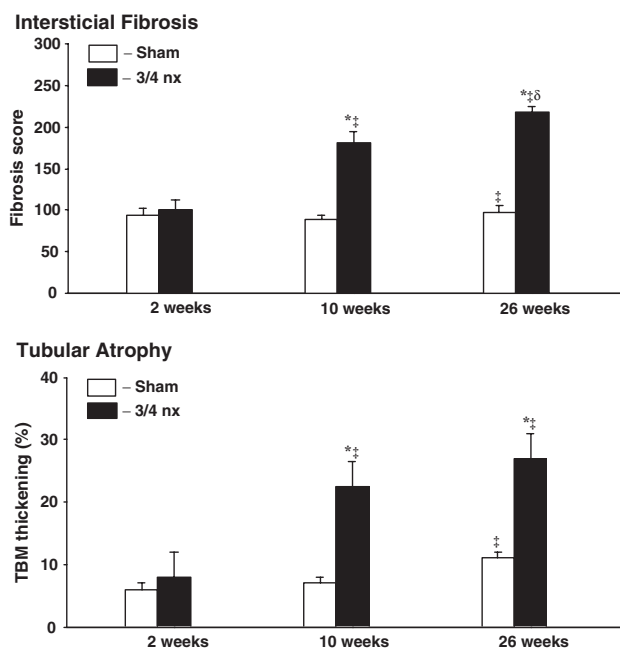 Intersticial Fibrosis
300
– Sham
250
– 3/4 nx
*‡δ
200
*‡
Fibrosis score
150
100
‡
50
0
2 weeks
10 weeks
26 weeks
Tubular Atrophy
40
– Sham
– 3/4 nx
*‡
*‡
30
TBM thickening (%)
20
‡
10
0
2 weeks
10 weeks
26 weeks